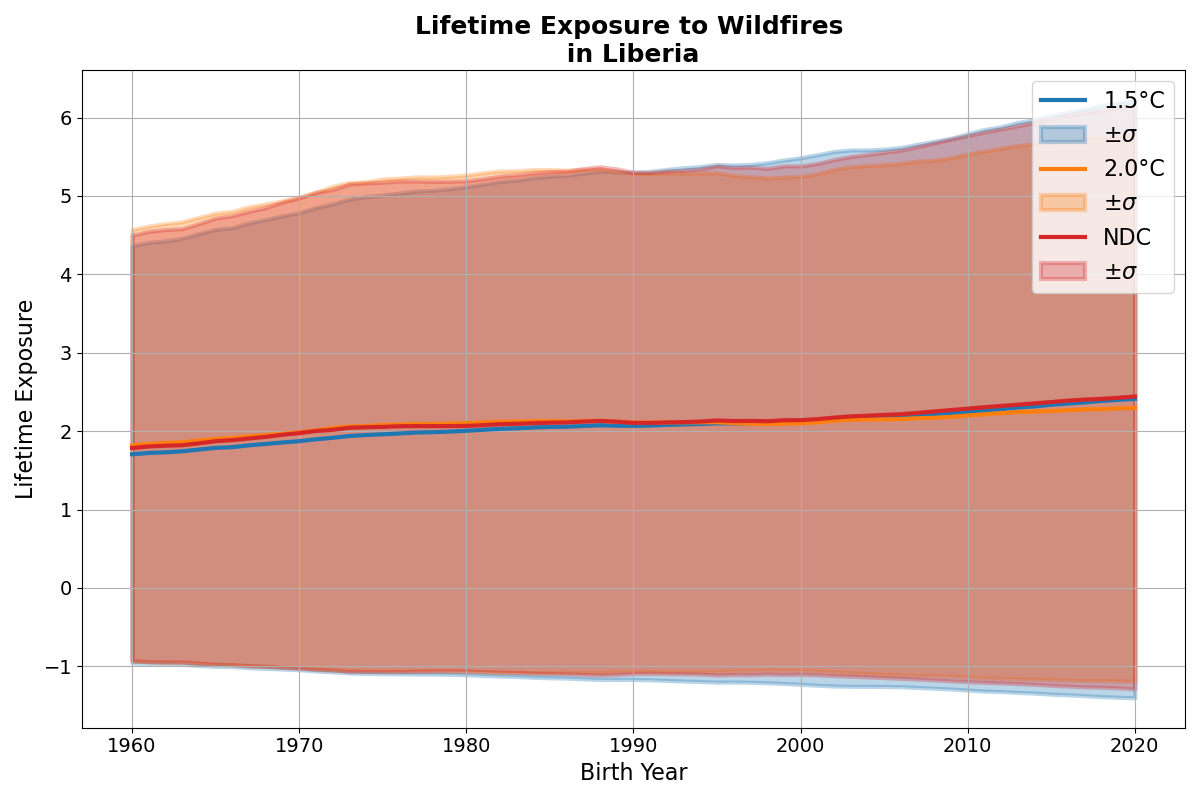 Lifetime Exposure to Wildfires
in Liberia
Lifetime Exposure
6
5
4
3
2
1
0
−1
1960
1970
1980
1990
2000
2010
2020
Birth Year
1.5°C
±σ
2.0°C
±σ
NDC
±σ